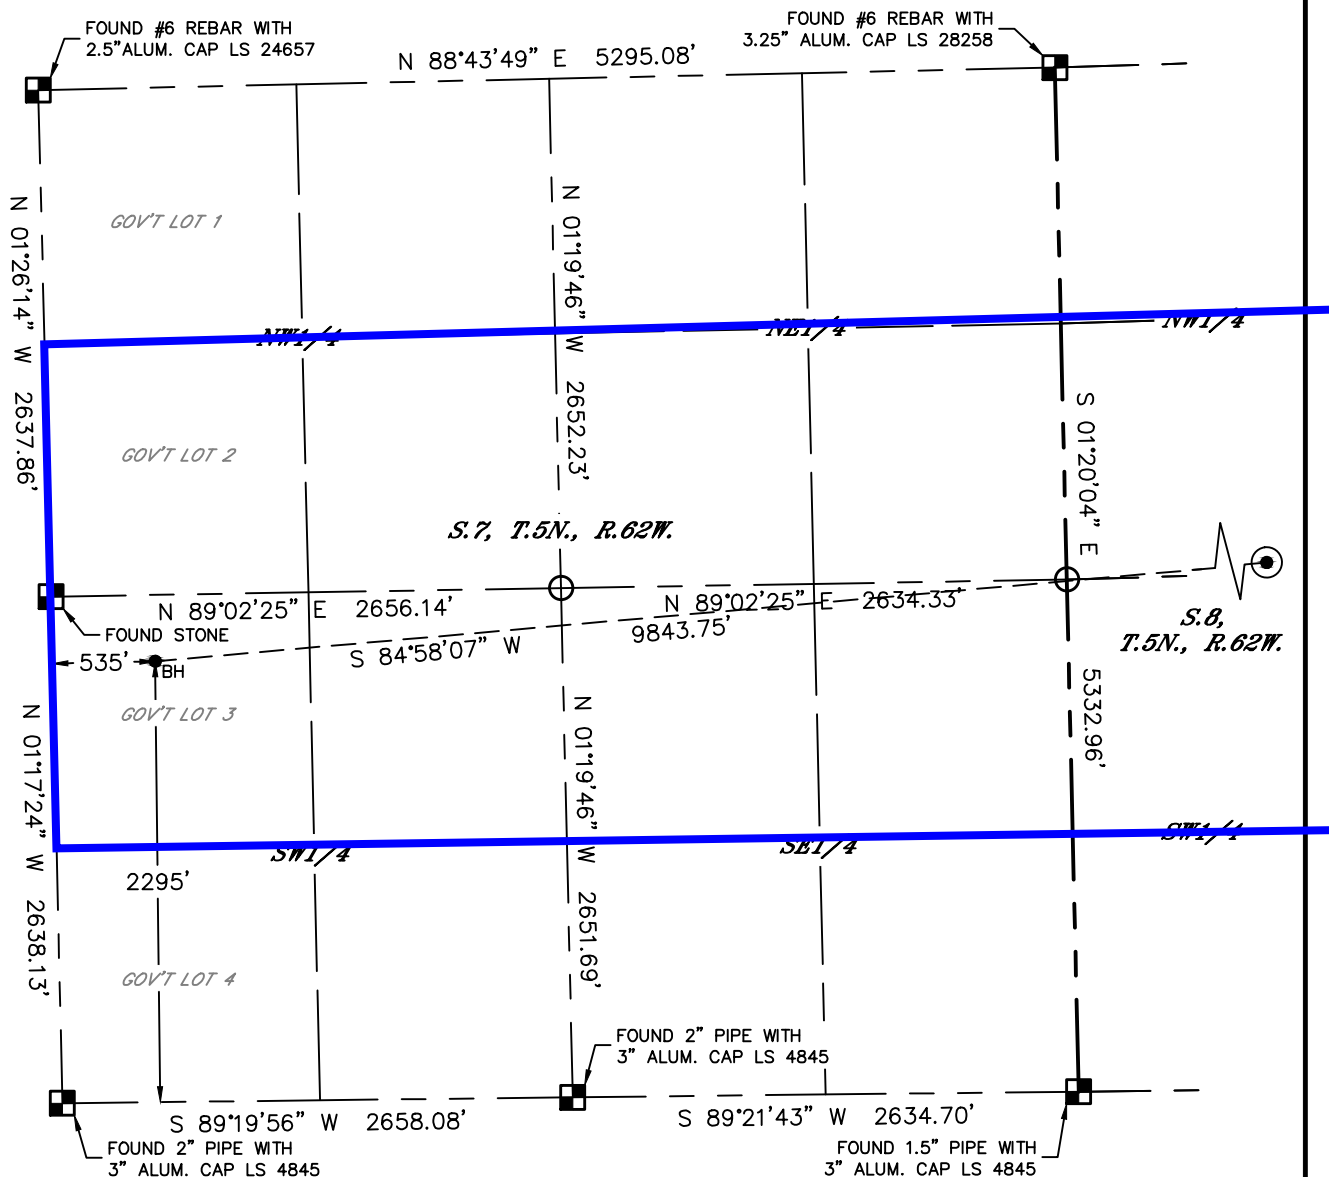 FOUND #6 REBAR WITH
2.5" ALUM. CAP LS 24657
FOUND #6 REBAR WITH
3.25" ALUM. CAP LS 28258
N 88°43'49" E 5295.08'
N 01°26'14" W 2637.86'
GOV'T LOT 1
N 01°19'46" W 2652.23'
NW1/4
NE1/4
NW1/4
GOV'T LOT 2
S 01°20'04" E 5332.96'
S.7, T.5N., R.62W.
N 89°02'25" E 2656.14'
N 89°02'25" E 2634.33'
FOUND STONE
S 84°58'07" W 9843.75'
S.8,
T.5N., R.62W.
535'
BH
GOV'T LOT 3
N 01°17'24" W 2638.13'
N 01°19'46" W 2651.69'
SW1/4
SE1/4
SW1/4
2295'
GOV'T LOT 4
FOUND 2" PIPE WITH
3" ALUM. CAP LS 4845
S 89°19'56" W 2658.08'
S 89°21'43" W 2634.70'
FOUND 2" PIPE WITH
3" ALUM. CAP LS 4845
FOUND 1.5" PIPE WITH
3" ALUM. CAP LS 4845